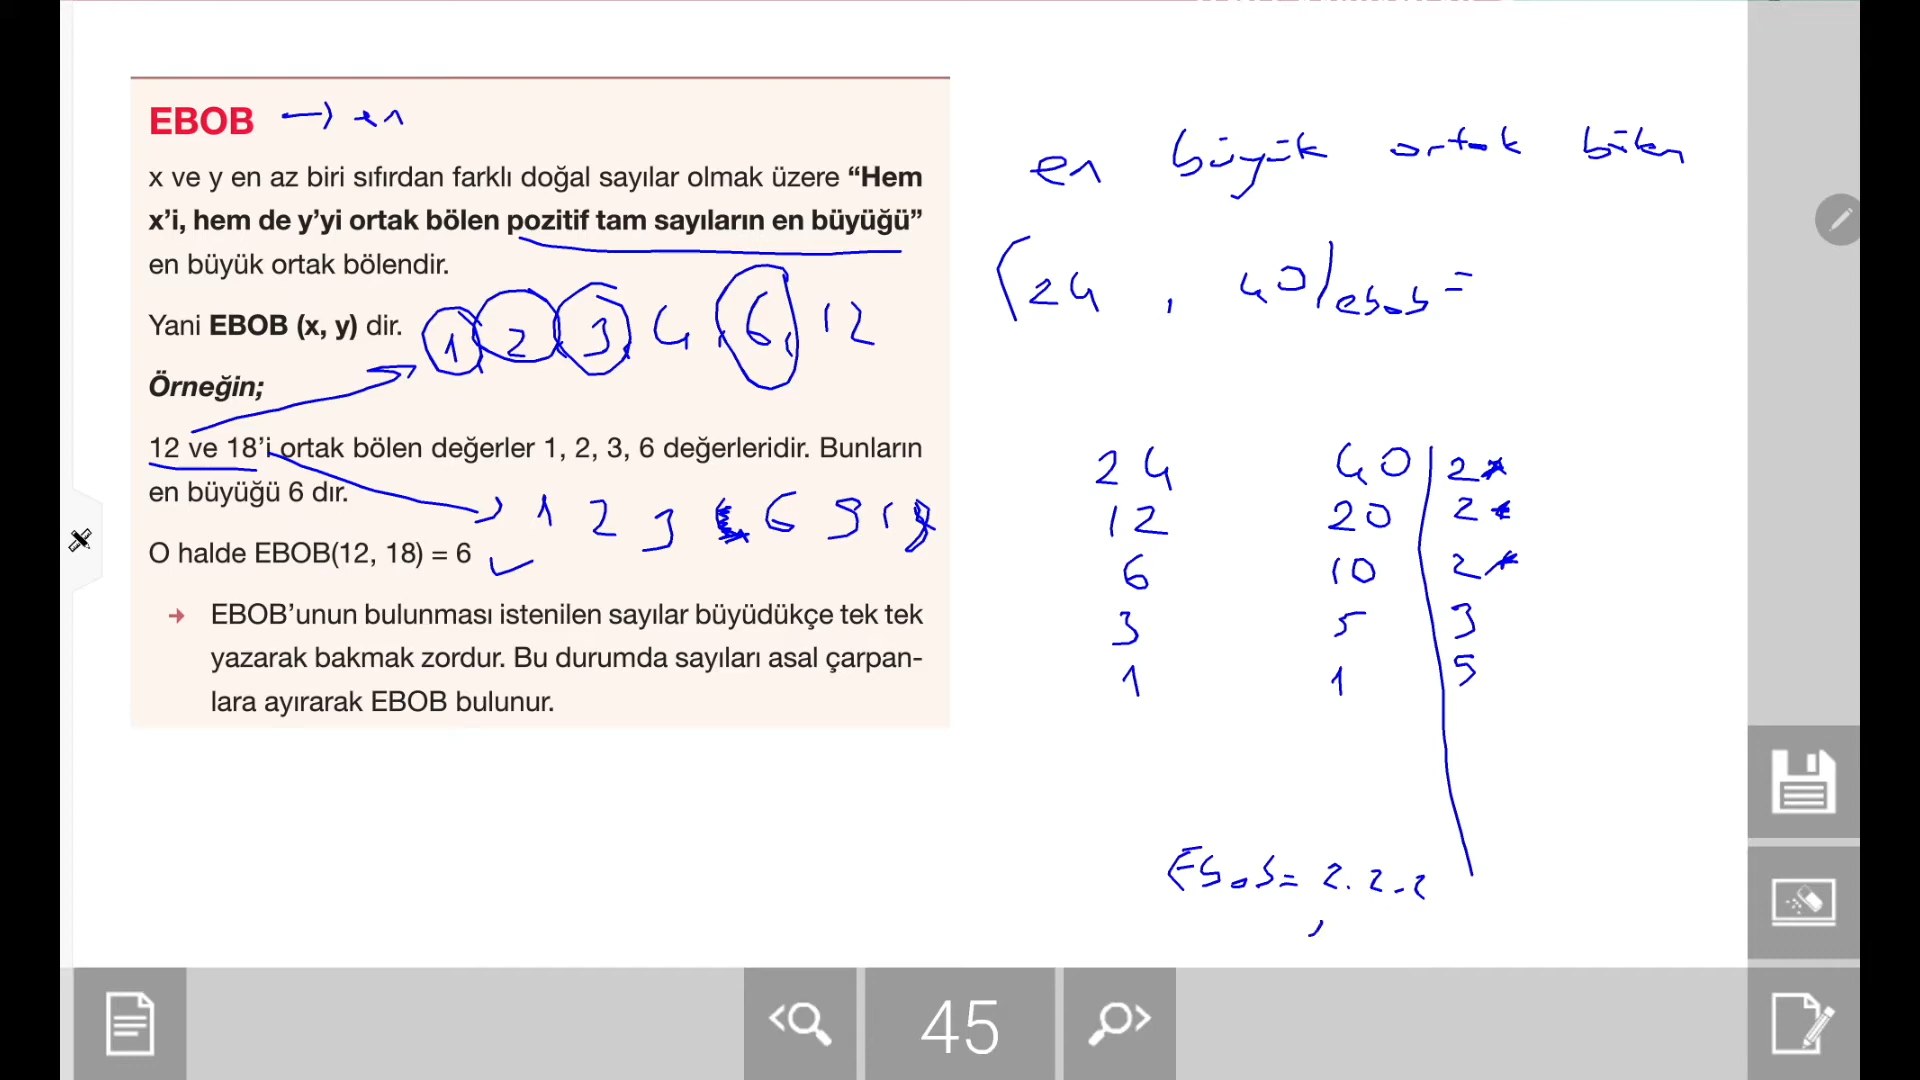 EBOB → en
x ve y en az biri sıfırdan farklı doğal sayılar olmak üzere “Hem
x’i, hem de y’yi ortak bölen pozitif tam sayıların en büyüğü”
en büyük ortak bölendir.
Yani EBOB (x, y) dir.
1 2 3, 4, 6, 12
Örneğin;
12 ve 18’i ortak bölen değerler 1, 2, 3, 6 değerleridir. Bunların
en büyüğü 6 dır.
1 2 3 6 9 18
O halde EBOB(12, 18) = 6 ✓
→ EBOB’unun bulunması istenilen sayılar büyüdükçe tek tek
yazarak bakmak zordur. Bu durumda sayıları asal çarpan-
lara ayırarak EBOB bulunur.
en büyük ortak bölen
(24, 40)ebob =
24 40 | 2*
12 20 | 2*
6 10 | 2*
3 5 | 3
1 1 | 5
Ebob = 2.2.2
45